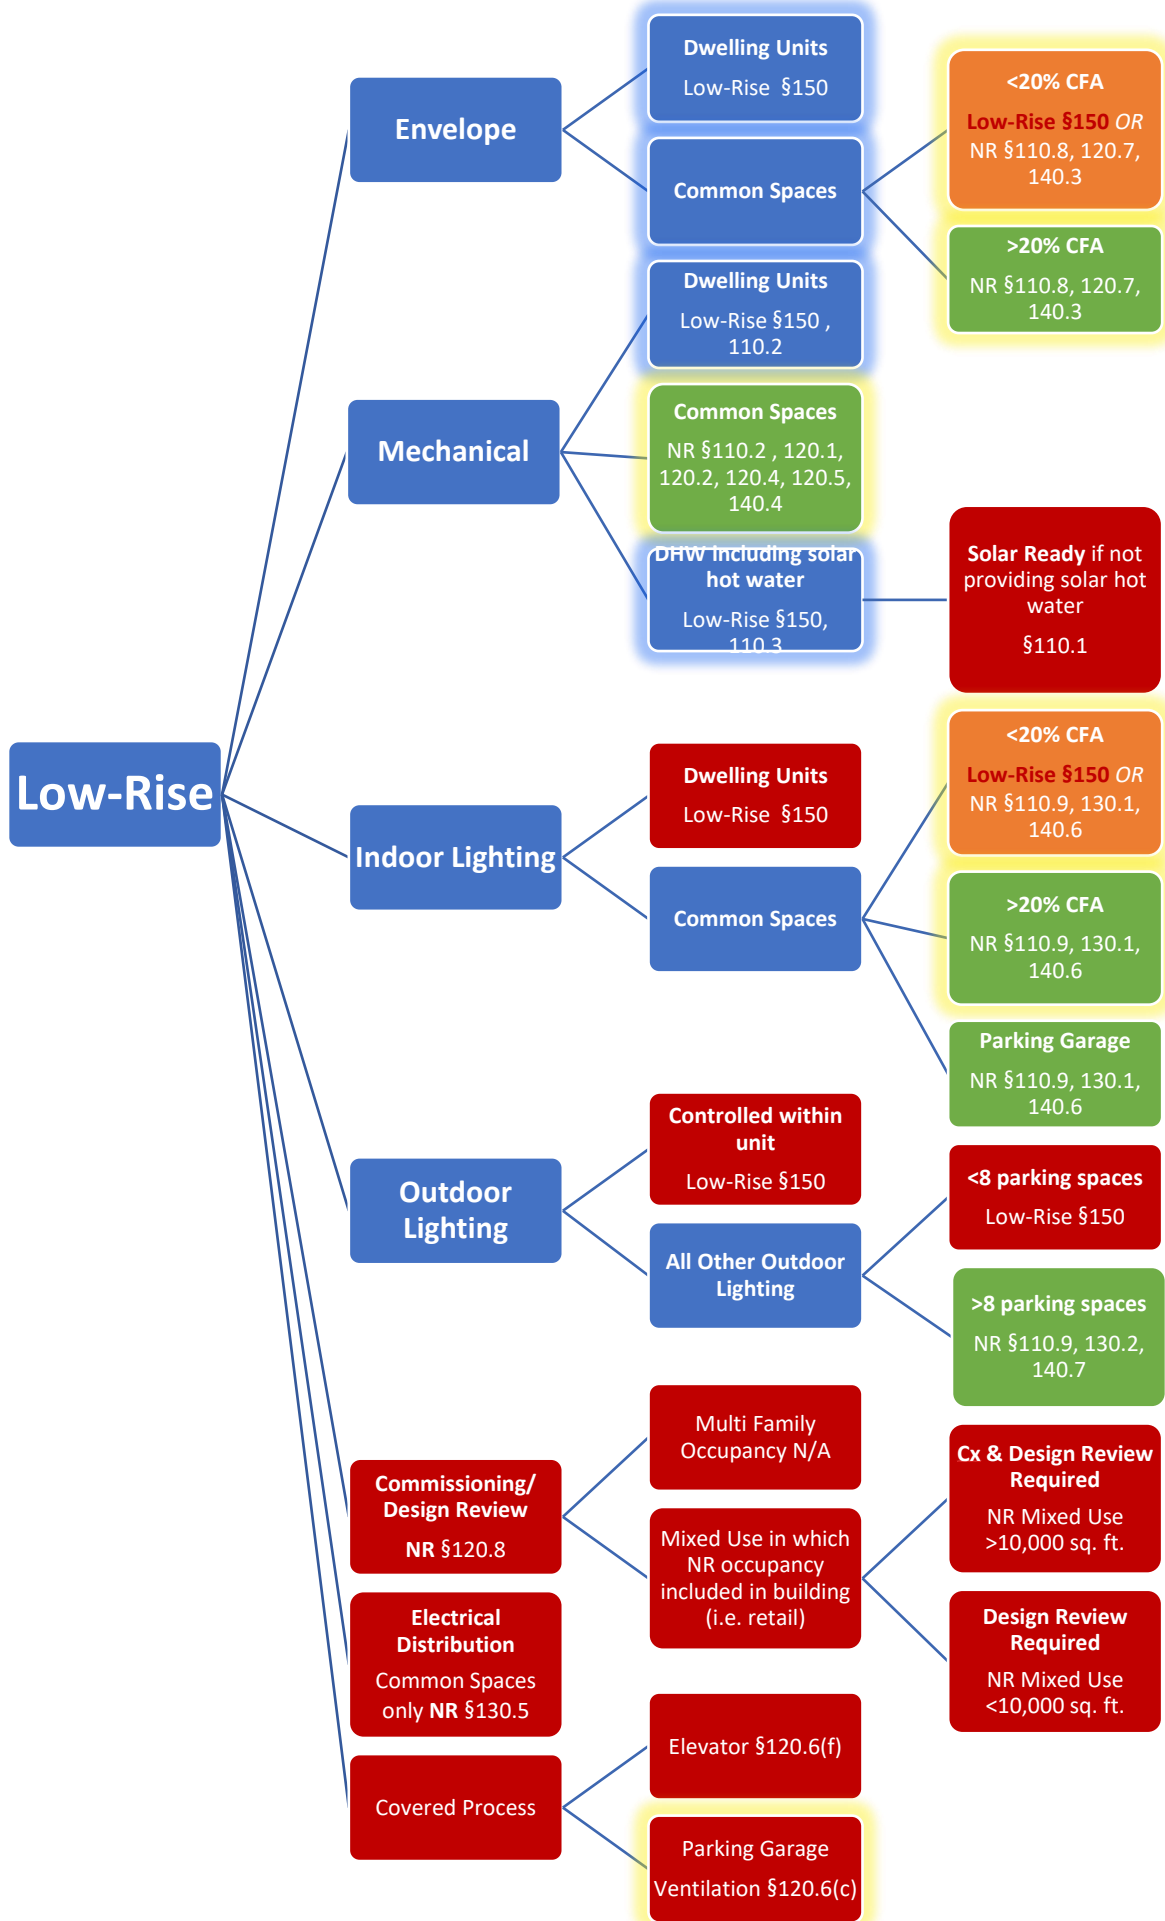 Low-Rise
Envelope
Dwelling Units
Low-Rise §150
Common Spaces
<20% CFA
Low-Rise §150 OR
NR §110.8, 120.7,
140.3
>20% CFA
NR §110.8, 120.7,
140.3
Mechanical
Dwelling Units
Low-Rise §150 ,
110.2
Common Spaces
NR §110.2 , 120.1,
120.2, 120.4, 120.5,
140.4
DHW including solar
hot water
Low-Rise §150,
110.3
Solar Ready if not
providing solar hot
water
§110.1
Indoor Lighting
Dwelling Units
Low-Rise §150
Common Spaces
<20% CFA
Low-Rise §150 OR
NR §110.9, 130.1,
140.6
>20% CFA
NR §110.9, 130.1,
140.6
Parking Garage
NR §110.9, 130.1,
140.6
Outdoor
Lighting
Controlled within
unit
Low-Rise §150
All Other Outdoor
Lighting
<8 parking spaces
Low-Rise §150
>8 parking spaces
NR §110.9, 130.2,
140.7
Commissioning/
Design Review
NR §120.8
Multi Family
Occupancy N/A
Mixed Use in which
NR occupancy
included in building
(i.e. retail)
Cx & Design Review
Required
NR Mixed Use
>10,000 sq. ft.
Design Review
Required
NR Mixed Use
<10,000 sq. ft.
Electrical
Distribution
Common Spaces
only NR §130.5
Covered Process
Elevator §120.6(f)
Parking Garage
Ventilation §120.6(c)